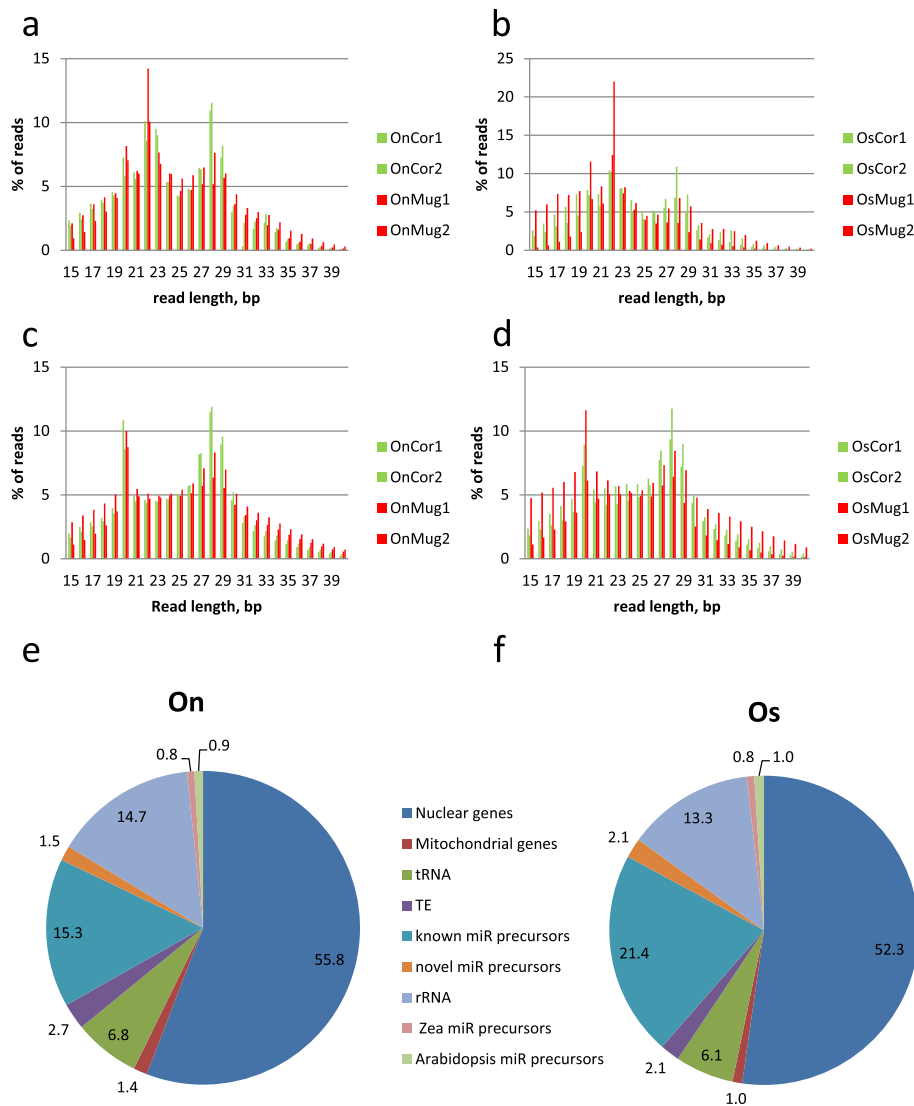 a
15
10
5
0
% of reads
15 17 19 21 23 25 27 29 31 33 35 37 39
read length, bp
OnCor1
OnCor2
OnMug1
OnMug2
b
25
20
15
10
5
0
% of reads
15 17 19 21 23 25 27 29 31 33 35 37 39
read length, bp
OsCor1
OsCor2
OsMug1
OsMug2
c
15
10
5
0
% of reads
15 17 19 21 23 25 27 29 31 33 35 37 39
Read length, bp
OnCor1
OnCor2
OnMug1
OnMug2
d
15
10
5
0
% of reads
15 17 19 21 23 25 27 29 31 33 35 37 39
read length, bp
OsCor1
OsCor2
OsMug1
OsMug2
e
On
0.8
0.9
14.7
1.5
15.3
55.8
2.7
6.8
1.4
Nuclear genes
Mitochondrial genes
tRNA
TE
known miR precursors
novel miR precursors
rRNA
Zea miR precursors
Arabidopsis miR precursors
f
Os
0.8
1.0
13.3
2.1
21.4
52.3
2.1
6.1
1.0